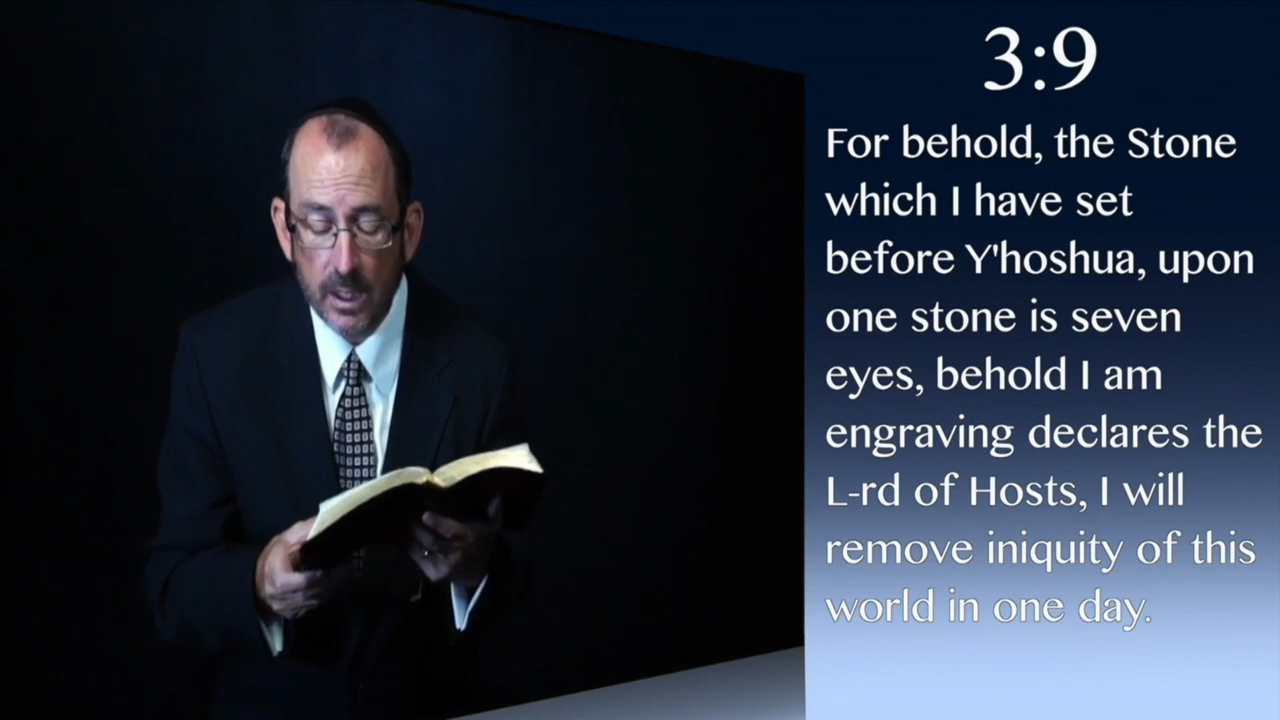 3:9
For behold, the Stone
which I have set
before Y'hoshua, upon
one stone is seven
eyes, behold I am
engraving declares the
L-rd of Hosts, I will
remove iniquity of this
world in one day.